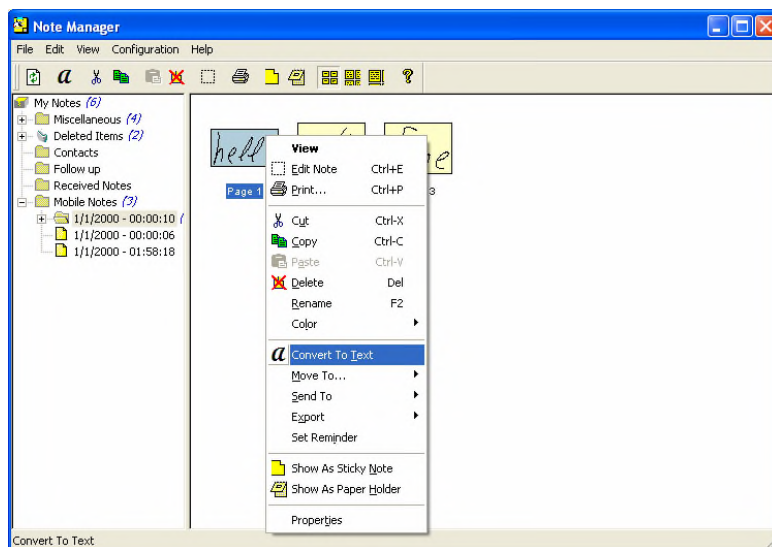 Note Manager
File Edit View Configuration Help
My Notes (6)
Miscellaneous (4)
Deleted Items (2)
Contacts
Follow up
Received Notes
Mobile Notes (3)
1/1/2000 - 00:00:10 (
1/1/2000 - 00:00:06
1/1/2000 - 01:58:18
hell
Page 1
3
View
Edit Note Ctrl+E
Print... Ctrl+P
Cut Ctrl-X
Copy Ctrl-C
Paste Ctrl-V
Delete Del
Rename F2
Color
a Convert To Text
Move To...
Send To
Export
Set Reminder
Show As Sticky Note
Show As Paper Holder
Properties
Convert To Text